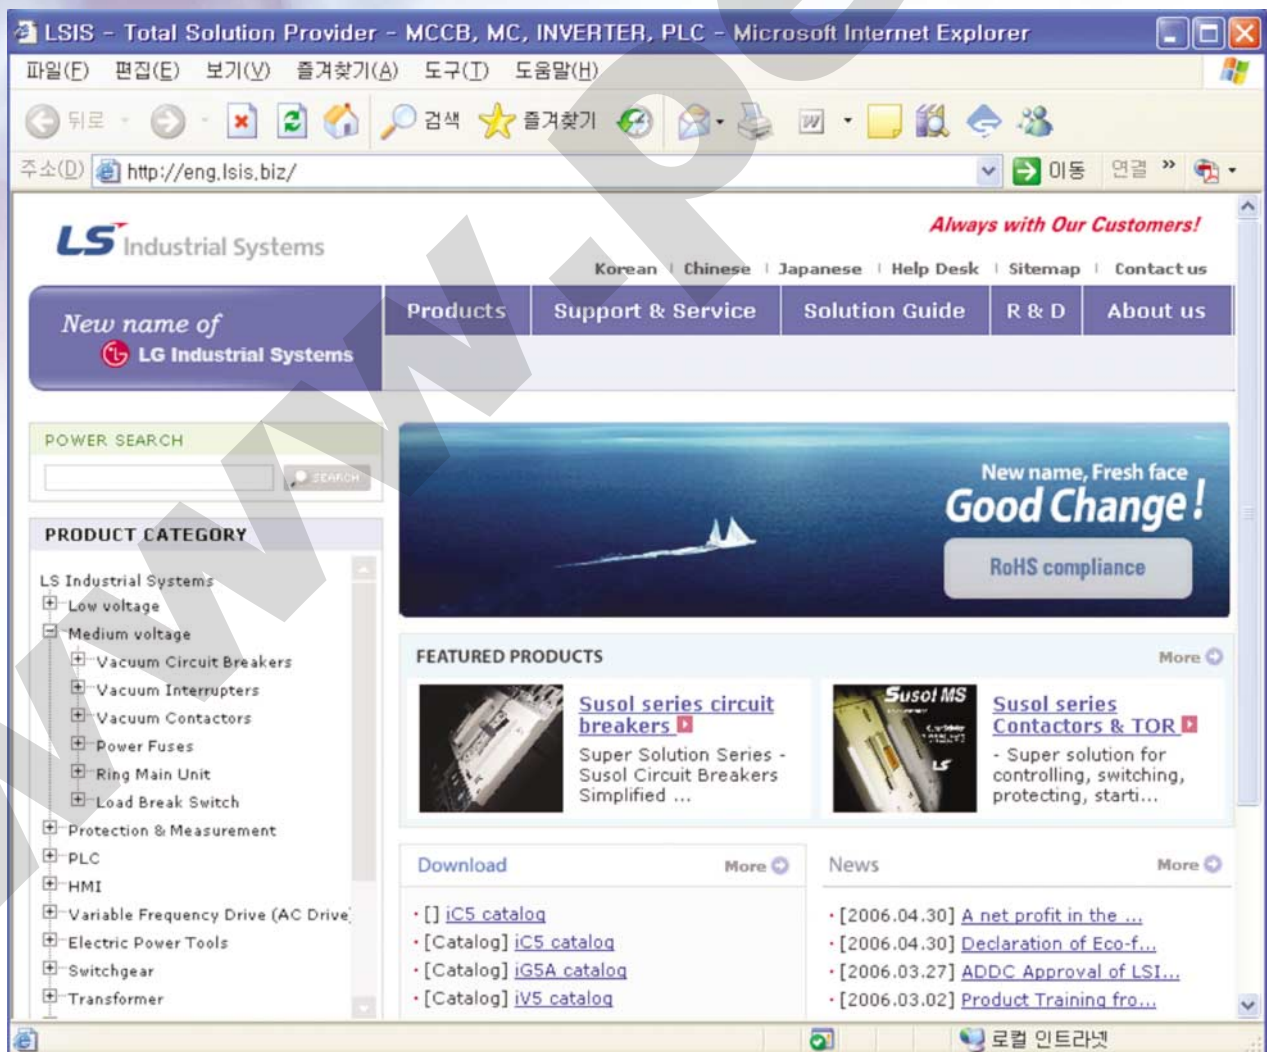 LSIS - Total Solution Provider - MCCB, MC, INVERTER, PLC - Microsoft Internet Explorer
파일(F) 편집(E) 보기(V) 즐겨찾기(A) 도구(T) 도움말(H)
뒤로 검색 즐겨찾기
주소(D) http://eng.lsis.biz/ 이동 연결 »
LS Industrial Systems
Always with Our Customers!
Korean | Chinese | Japanese | Help Desk | Sitemap | Contact us
New name of
LG Industrial Systems
Products Support & Service Solution Guide R & D About us
POWER SEARCH
SEARCH
PRODUCT CATEGORY
LS Industrial Systems
Low voltage
Medium voltage
Vacuum Circuit Breakers
Vacuum Interrupters
Vacuum Contactors
Power Fuses
Ring Main Unit
Load Break Switch
Protection & Measurement
PLC
HMI
Variable Frequency Drive (AC Drive)
Electric Power Tools
Switchgear
Transformer
New name, Fresh face
Good Change!
RoHS compliance
FEATURED PRODUCTS More
Susol series circuit
breakers
Super Solution Series -
Susol Circuit Breakers
Simplified ...
Susol MS
LS
Susol series
Contactors & TOR
- Super solution for
controlling, switching,
protecting, starti...
Download More
· [] iC5 catalog
· [Catalog] iC5 catalog
· [Catalog] iG5A catalog
· [Catalog] iV5 catalog
News More
· [2006.04.30] A net profit in the ...
· [2006.04.30] Declaration of Eco-f...
· [2006.03.27] ADDC Approval of LSI...
· [2006.03.02] Product Training fro...
로컬 인트라넷
www.pe